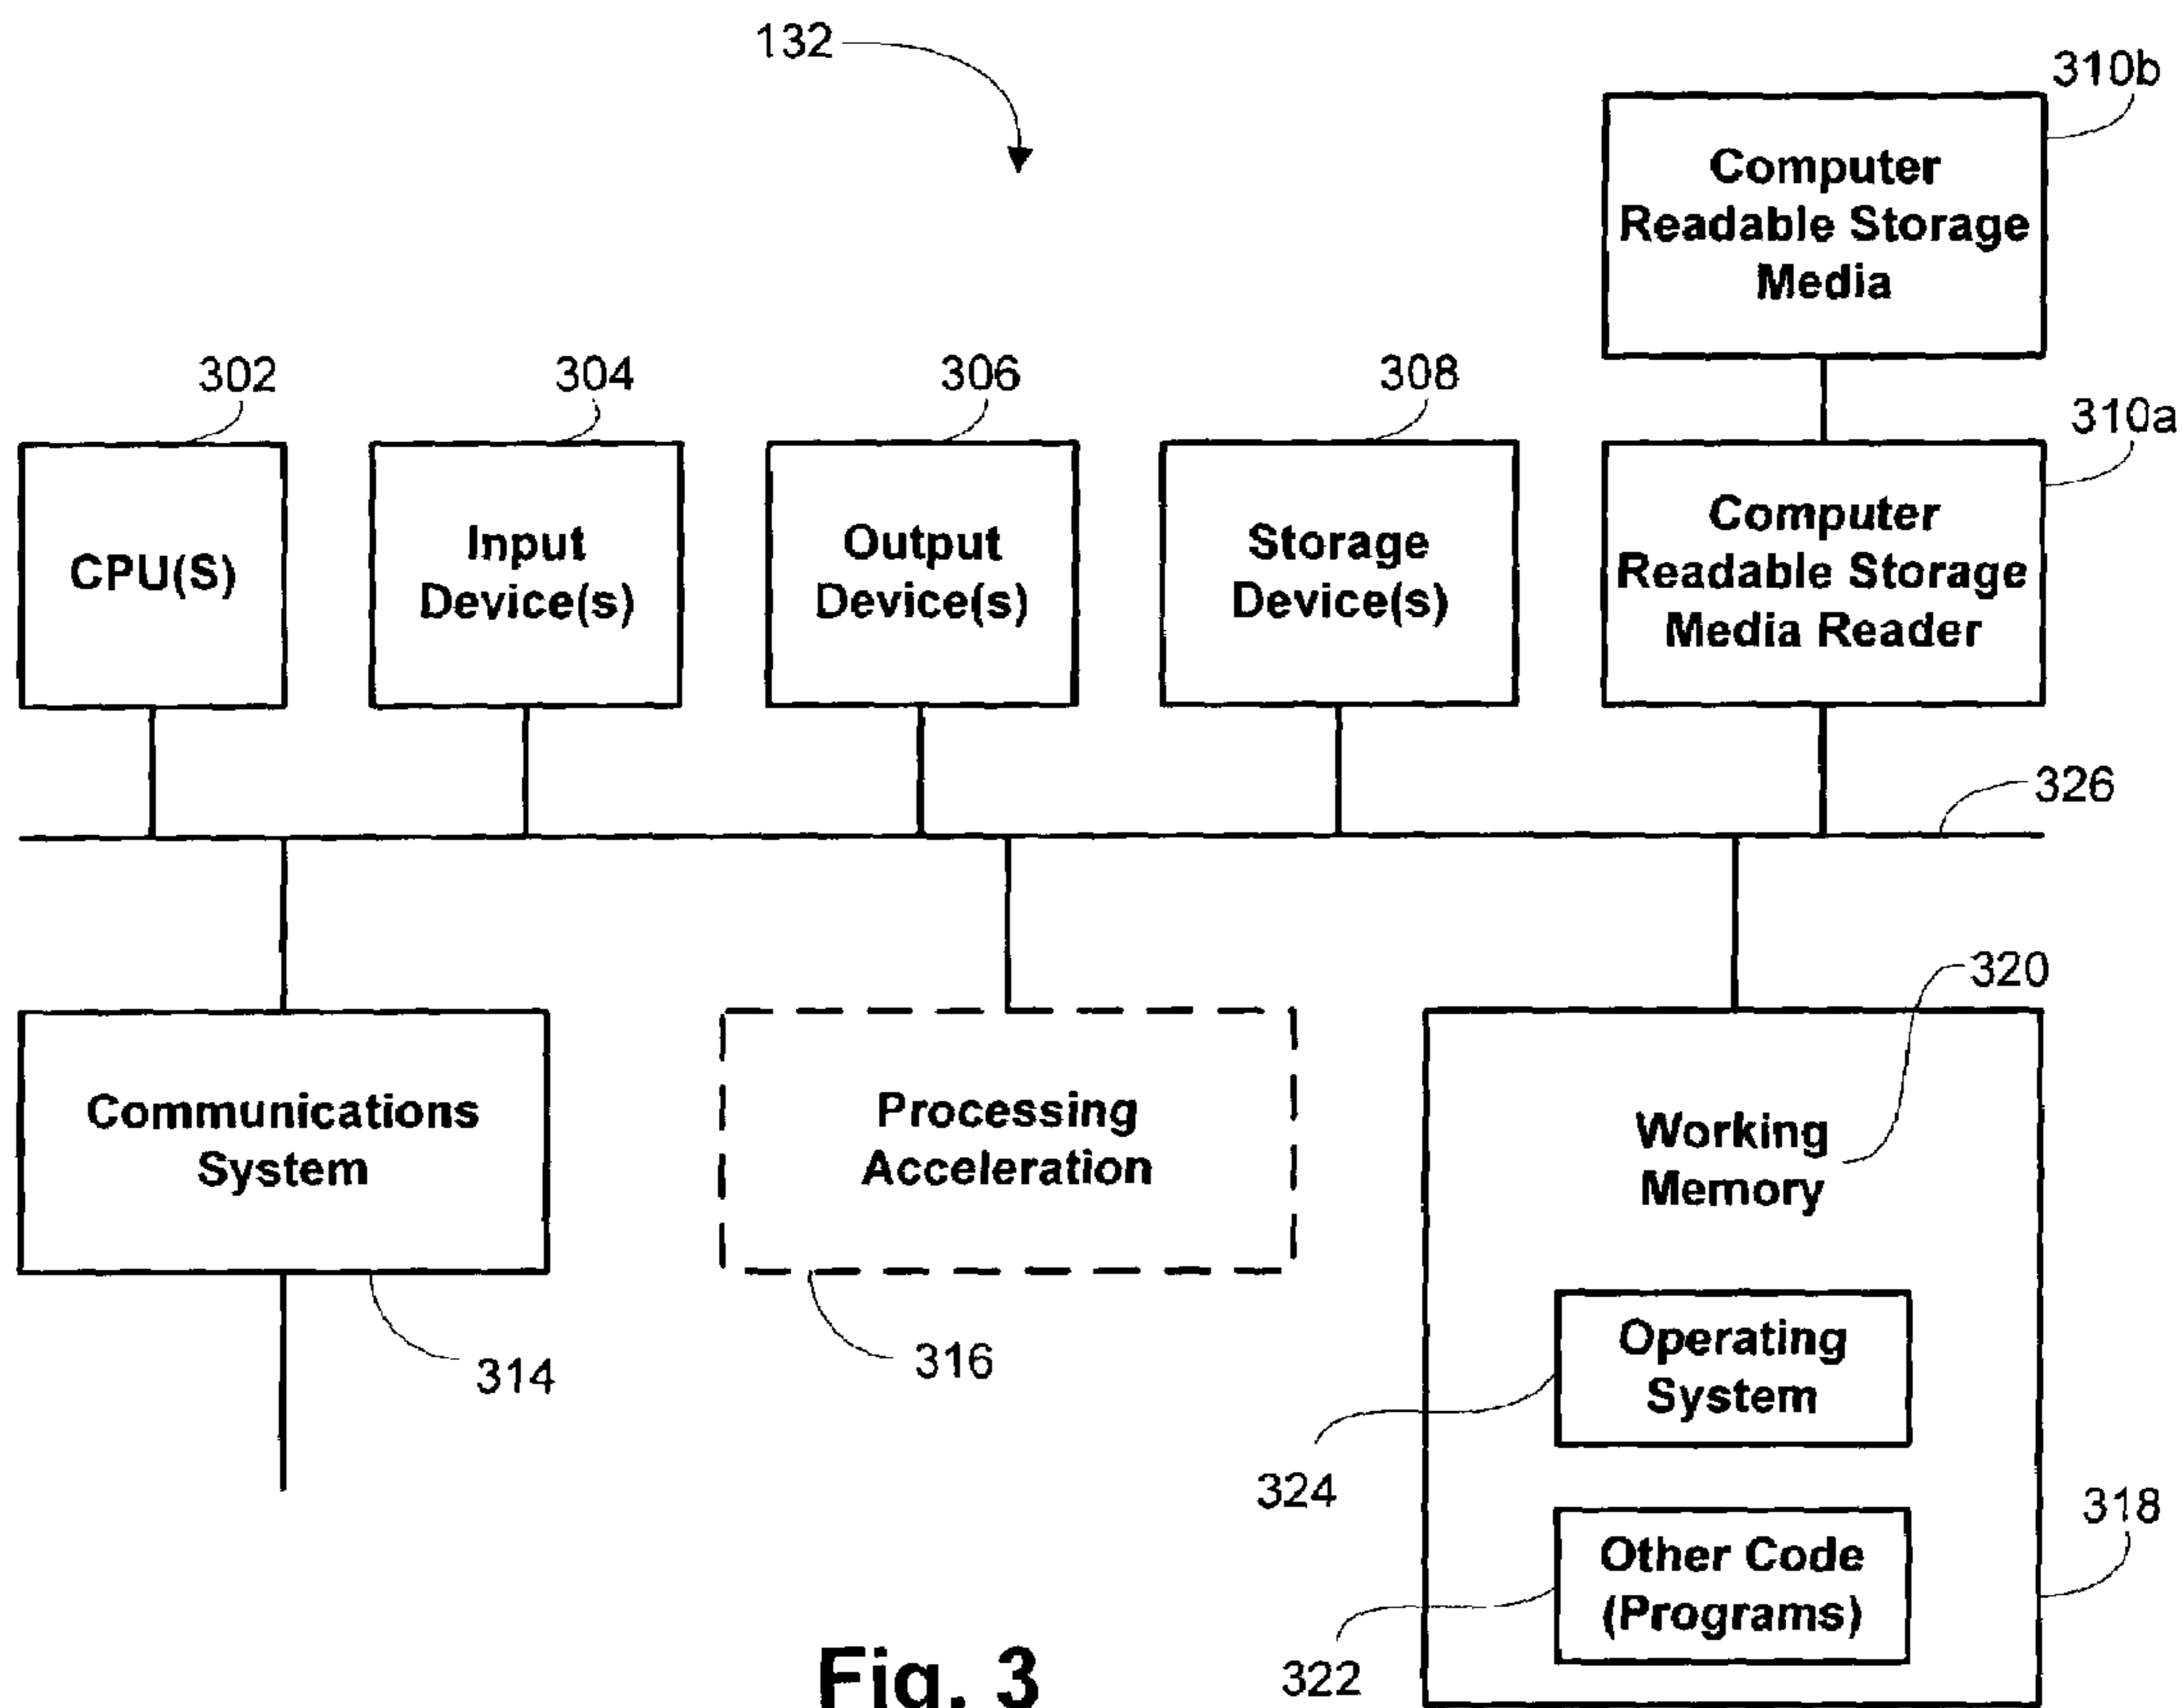 132
310b
Computer
Readable Storage
Media
302
304
306
308
310a
CPU(S)
Input
Device(s)
Output
Device(s)
Storage
Device(s)
Computer
Readable Storage
Media Reader
326
320
Communications
System
Processing
Acceleration
Working
Memory
314
316
Operating
System
324
318
Other Code
(Programs)
322
Fig. 3